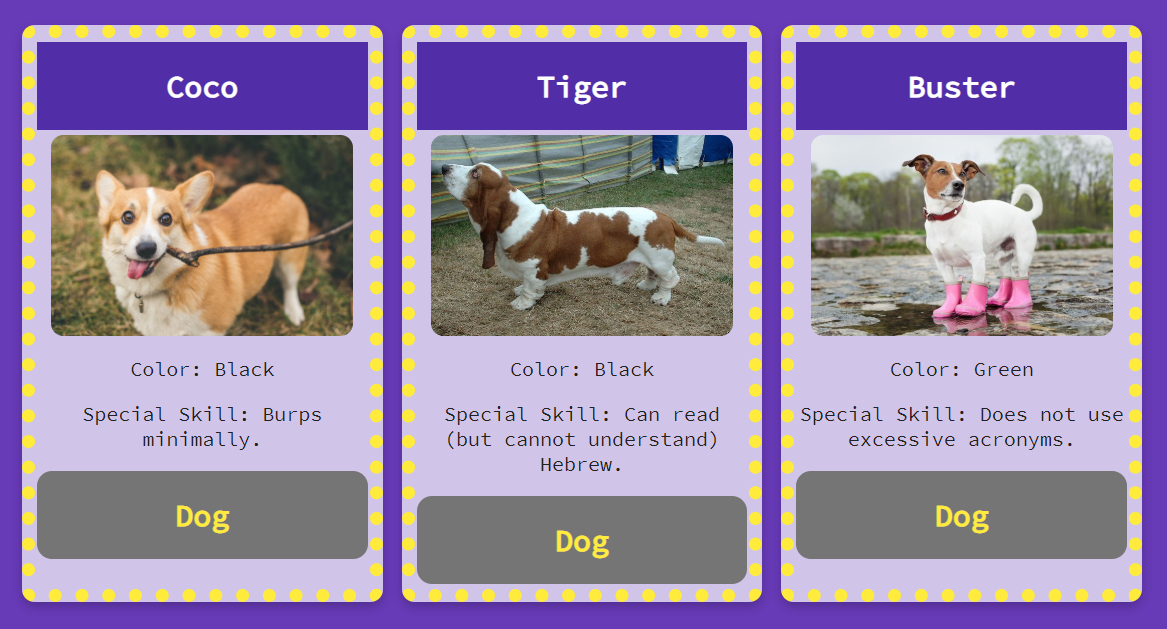 Coco
Color: Black
Special Skill: Burps
minimally.
Dog
Tiger
Color: Black
Special Skill: Can read
(but cannot understand)
Hebrew.
Dog
Buster
Color: Green
Special Skill: Does not use
excessive acronyms.
Dog